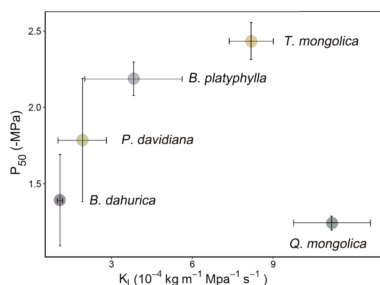 2.5
2.0
1.5
P₅₀ (-MPa)
T. mongolica
B. platyphylla
P. davidiana
B. dahurica
Q. mongolica
3 6 9
Kₗ (10⁻⁴ kg m⁻¹ Mpa⁻¹ s⁻¹)